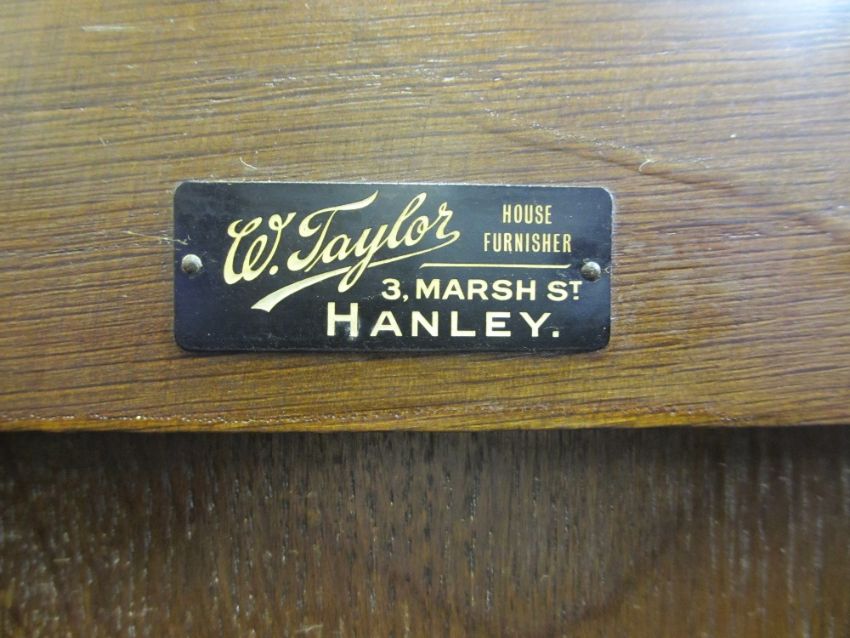 W. Taylor
HOUSE
FURNISHER
3, MARSH ST
HANLEY.